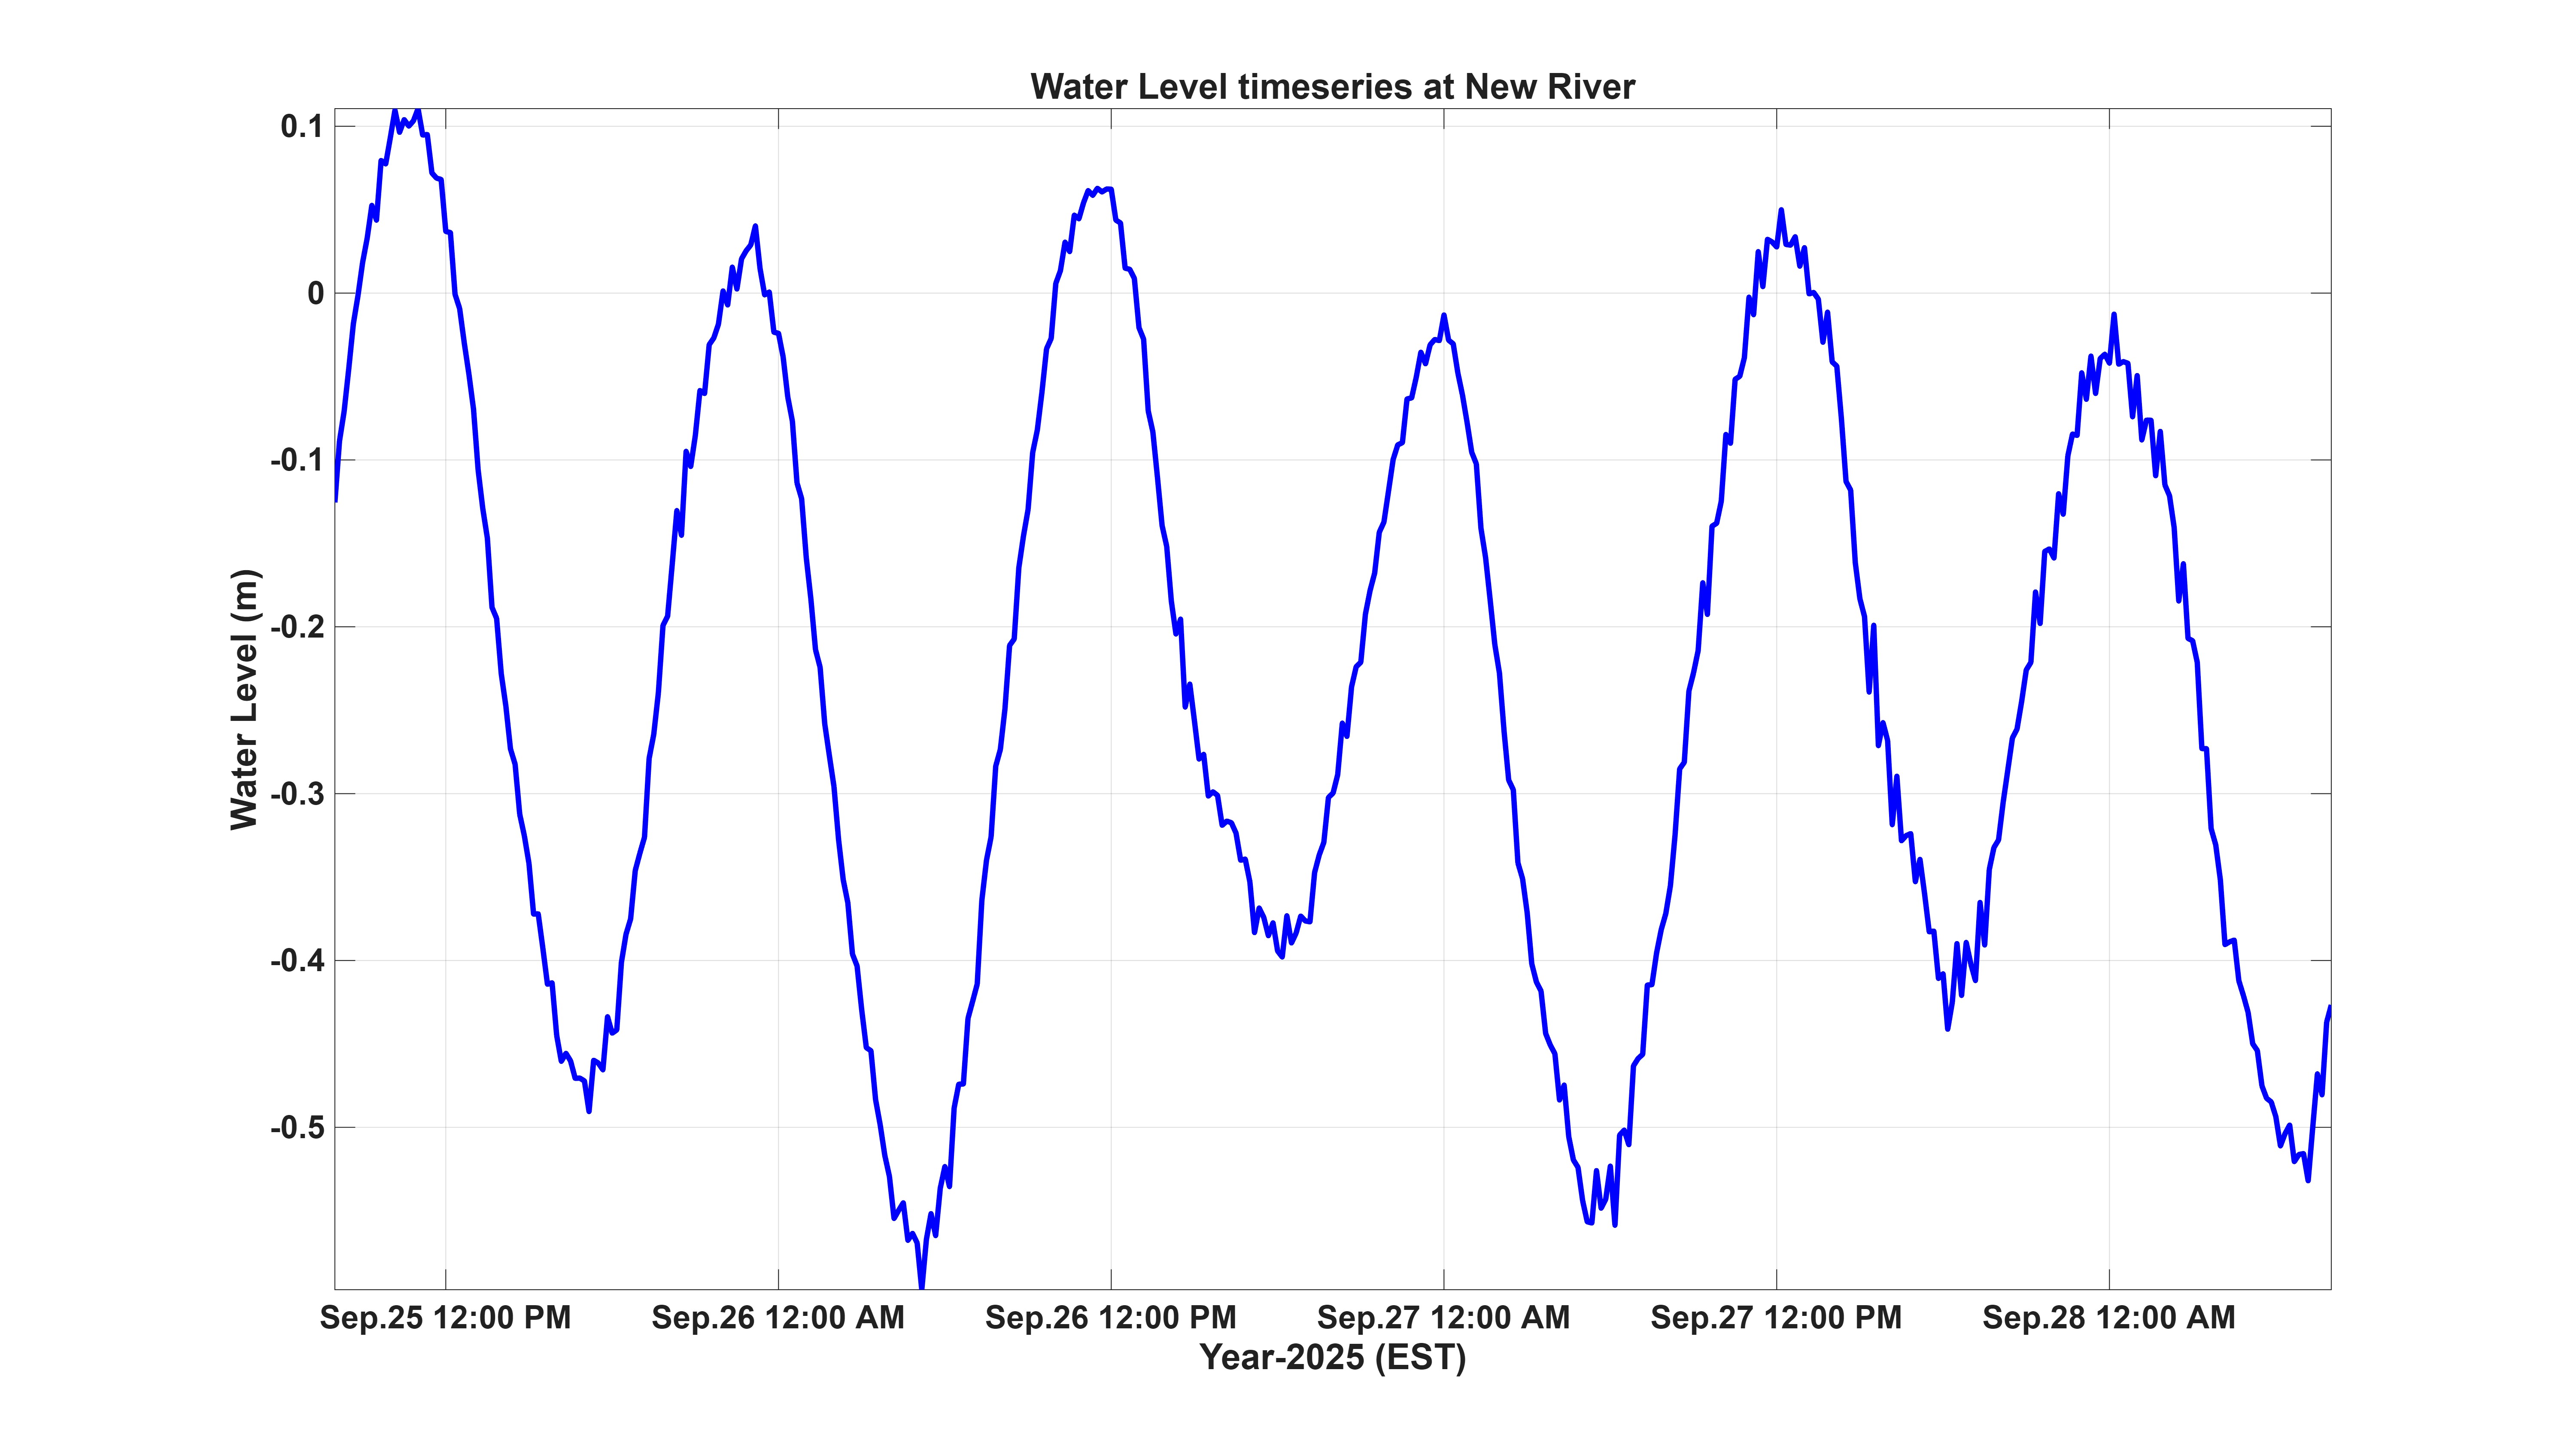 Water Level timeseries at New River
Water Level (m)
0.1
0
-0.1
-0.2
-0.3
-0.4
-0.5
Sep.25 12:00 PM
Sep.26 12:00 AM
Sep.26 12:00 PM
Sep.27 12:00 AM
Sep.27 12:00 PM
Sep.28 12:00 AM
Year-2025 (EST)